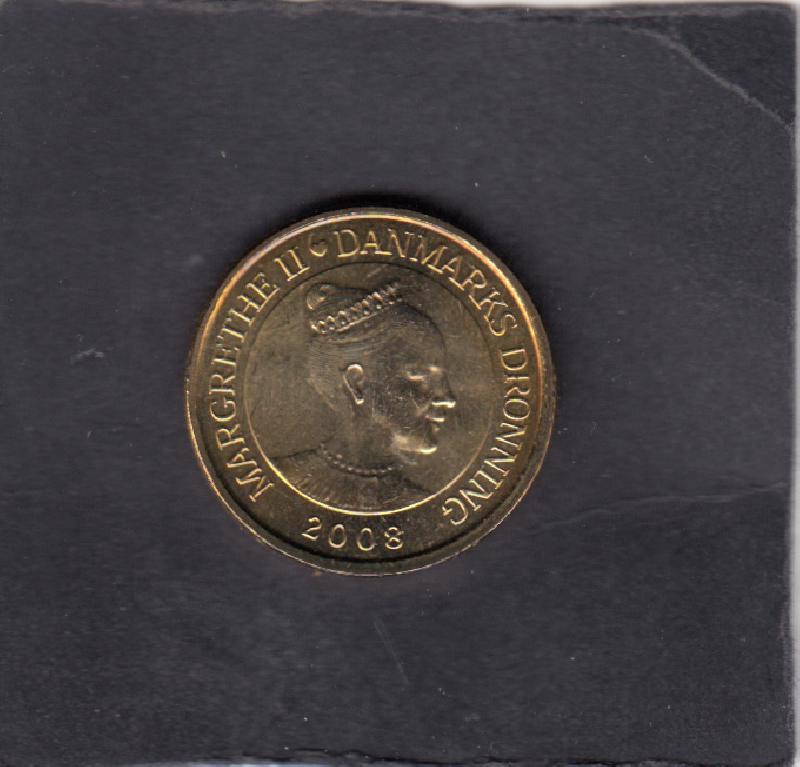 MARGRETHE II DANMARKS DRONNING
2008